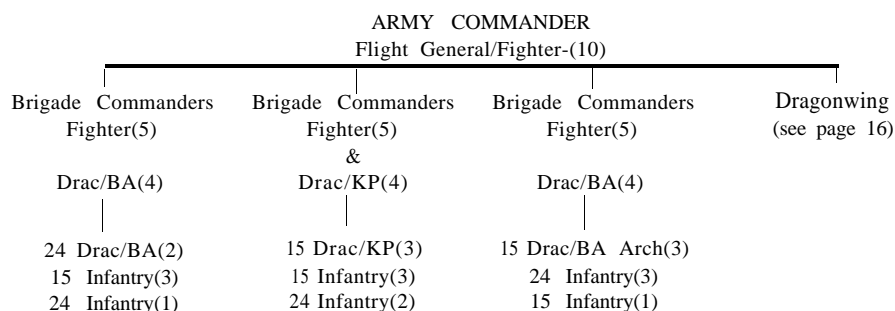 ARMY COMMANDER
Flight General/Fighter-(10)
Brigade Commanders
Fighter(5)
Drac/BA(4)
24 Drac/BA(2)
15 Infantry(3)
24 Infantry(1)
Brigade Commanders
Fighter(5)
&
Drac/KP(4)
15 Drac/KP(3)
15 Infantry(3)
24 Infantry(2)
Brigade Commanders
Fighter(5)
Drac/BA(4)
15 Drac/BA Arch(3)
24 Infantry(3)
15 Infantry(1)
Dragonwing
(see page 16)